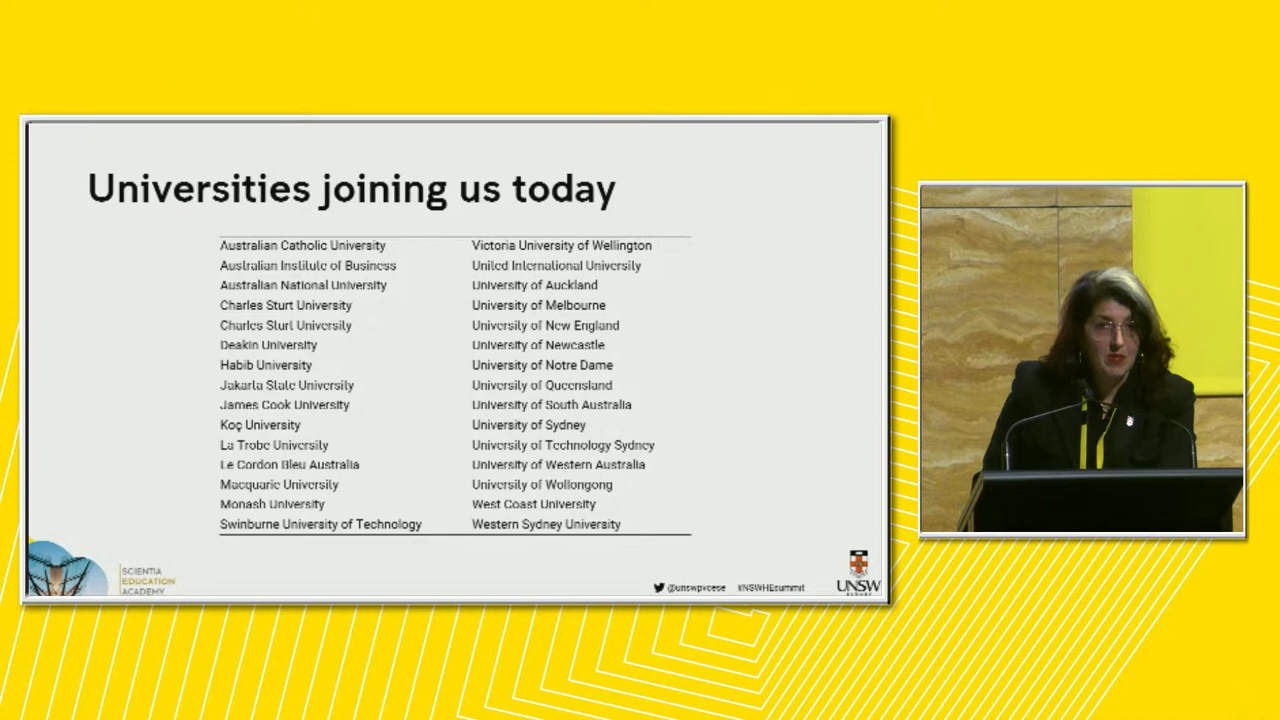 Universities joining us today
Australian Catholic University
Australian Institute of Business
Australian National University
Charles Sturt University
Charles Sturt University
Deakin University
Habib University
Jakarta State University
James Cook University
Koç University
La Trobe University
Le Cordon Bleu Australia
Macquarie University
Monash University
Swinburne University of Technology
Victoria University of Wellington
United International University
University of Auckland
University of Melbourne
University of New England
University of Newcastle
University of Notre Dame
University of Queensland
University of South Australia
University of Sydney
University of Technology Sydney
University of Western Australia
University of Wollongong
West Coast University
Western Sydney University
SCIENTIA
EDUCATION
ACADEMY
@unswpvcese #NSWHEsummit
UNSW